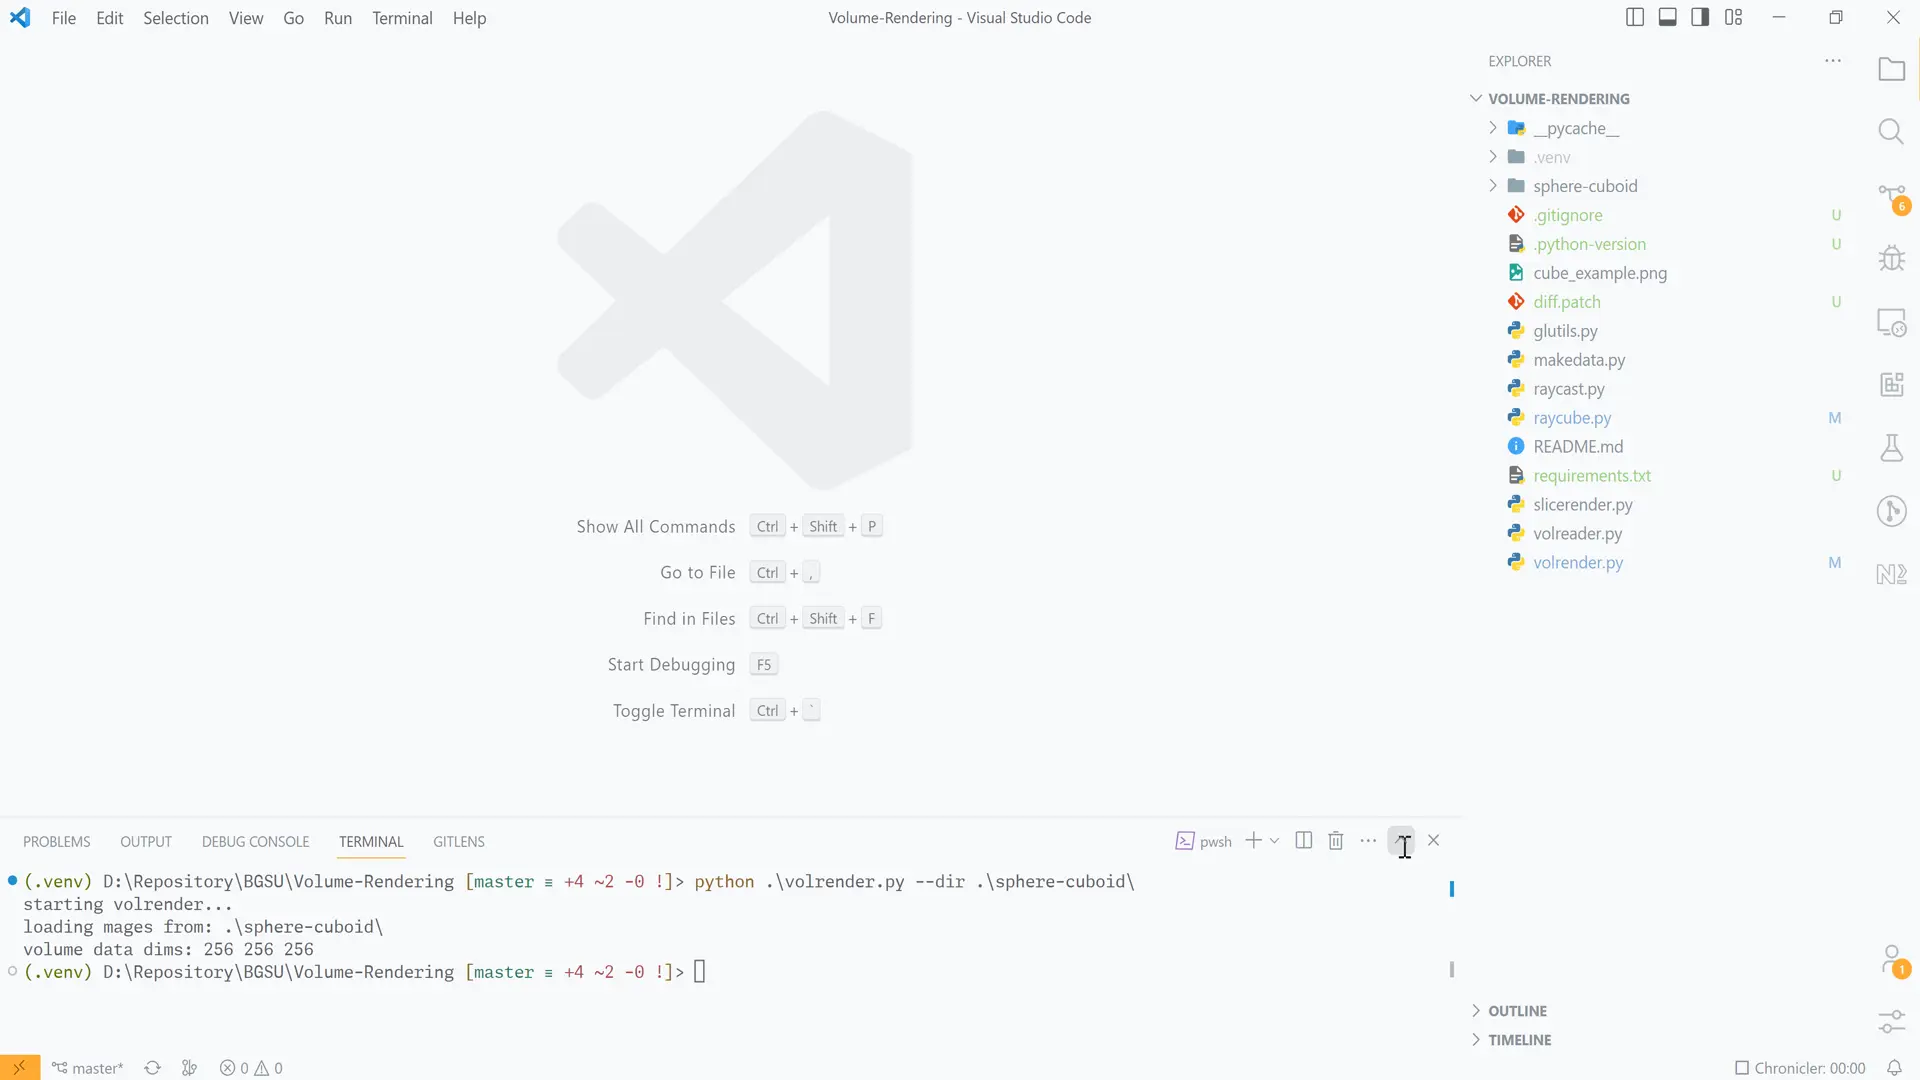 File Edit Selection View Go Run Terminal Help
Volume-Rendering - Visual Studio Code
EXPLORER
VOLUME-RENDERING
__pycache__
.venv
sphere-cuboid
.gitignore U
.python-version U
cube_example.png
diff.patch U
glutils.py
makedata.py
raycast.py
raycube.py M
README.md
requirements.txt U
slicerender.py
volreader.py
volrender.py M
6
Show All Commands Ctrl + Shift + P
Go to File Ctrl + ,
Find in Files Ctrl + Shift + F
Start Debugging F5
Toggle Terminal Ctrl + `
PROBLEMS OUTPUT DEBUG CONSOLE TERMINAL GITLENS
pwsh
(.venv) D:\Repository\BGSU\Volume-Rendering [master ≡ +4 ~2 -0 !]> python .\volrender.py --dir .\sphere-cuboid\
starting volrender...
loading mages from: .\sphere-cuboid\
volume data dims: 256 256 256
(.venv) D:\Repository\BGSU\Volume-Rendering [master ≡ +4 ~2 -0 !]>
1
OUTLINE
TIMELINE
master* 0 0
Chronicler: 00:00